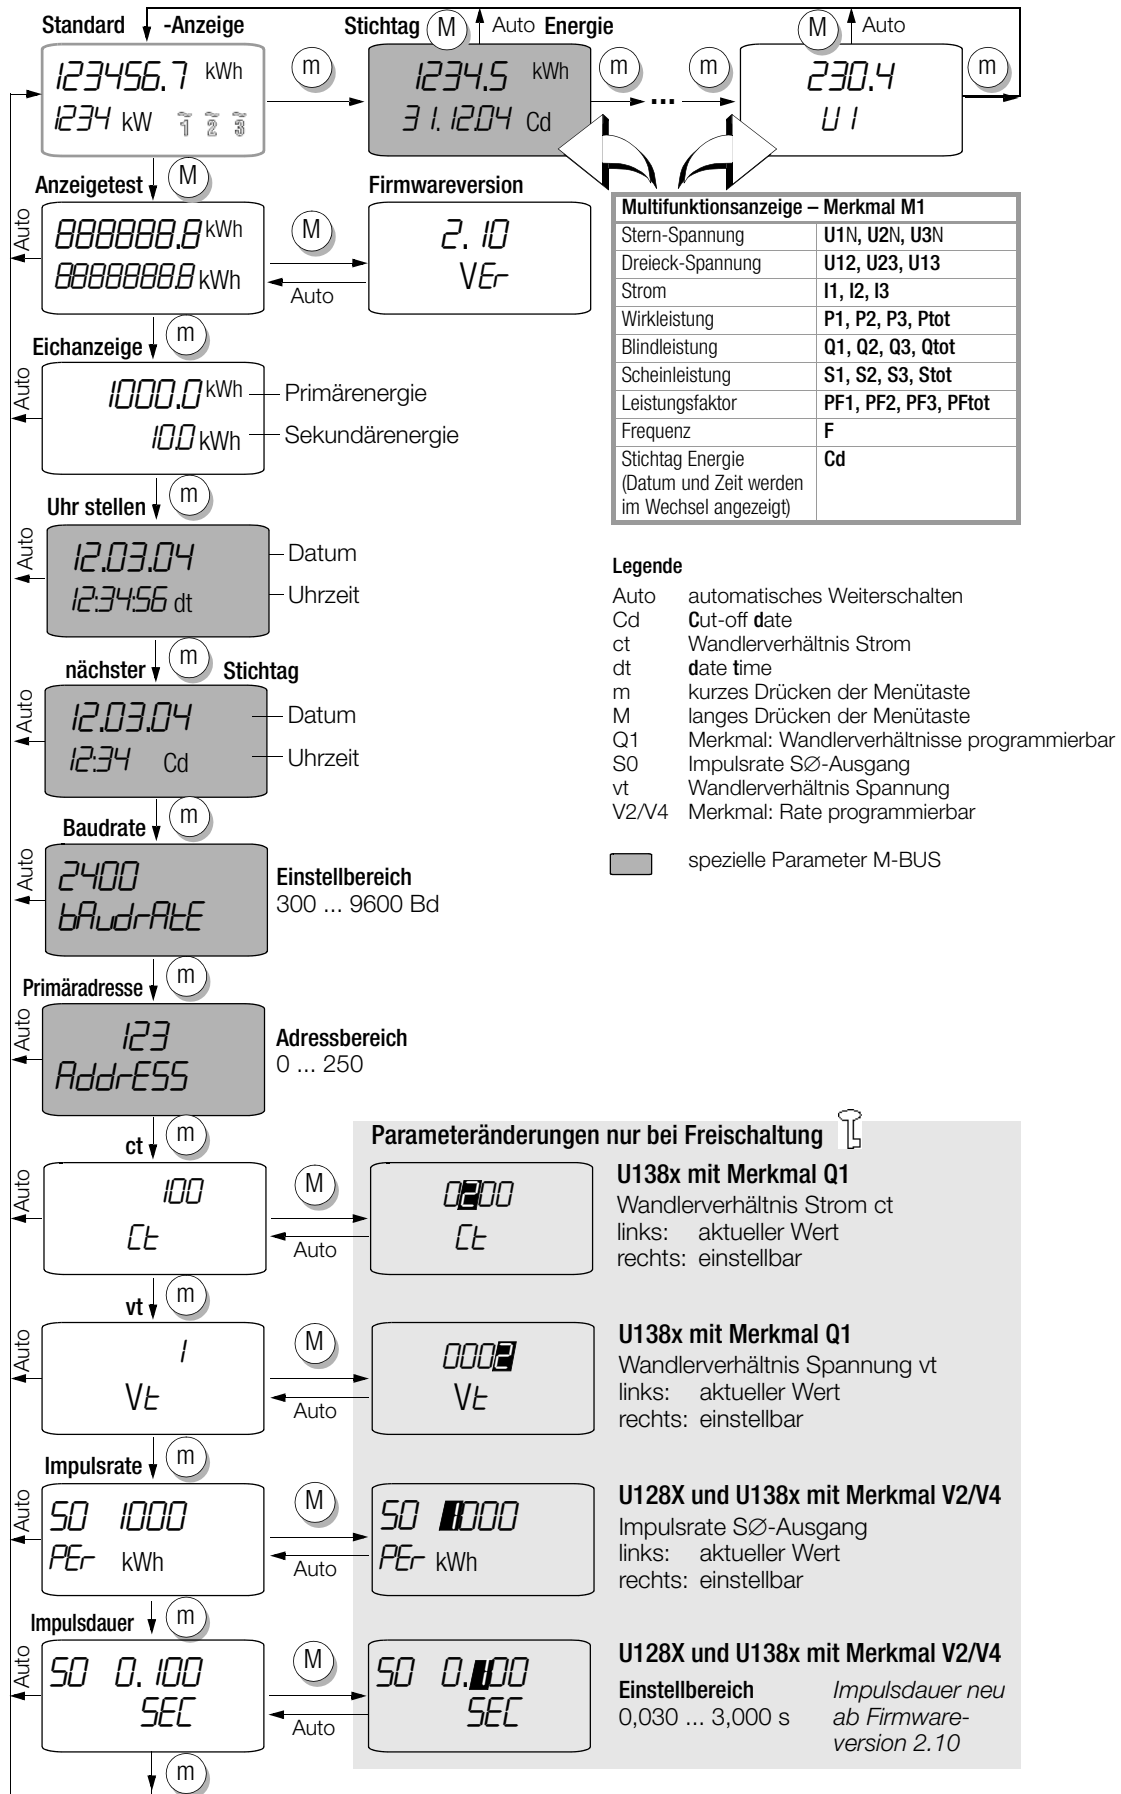 Standard -Anzeige
Stichtag M Auto Energie
M Auto
123456.7 kWh
1234 kW 1 2 3
m
1234.5 kWh
31.12.04 Cd
m ... m
230.4
U1
m
Anzeigetest M
Auto
888888.8 kWh
8888888.8 kWh
M
Auto
Firmwareversion
2.10
VEr
Multifunktionsanzeige – Merkmal M1
Stern-Spannung U1N, U2N, U3N
Dreieck-Spannung U12, U23, U13
Strom I1, I2, I3
Wirkleistung P1, P2, P3, Ptot
Blindleistung Q1, Q2, Q3, Qtot
Scheinleistung S1, S2, S3, Stot
Leistungsfaktor PF1, PF2, PF3, PFtot
Frequenz F
Stichtag Energie Cd
(Datum und Zeit werden
im Wechsel angezeigt)
Eichanzeige m
Auto
1000.0 kWh Primärenergie
10.0 kWh Sekundärenergie
Uhr stellen m
Auto
12.03.04 Datum
12:34:56 dt Uhrzeit
nächster m Stichtag
Auto
12.03.04 Datum
12:34 Cd Uhrzeit
Legende
Auto automatisches Weiterschalten
Cd Cut-off date
ct Wandlerverhältnis Strom
dt date time
m kurzes Drücken der Menütaste
M langes Drücken der Menütaste
Q1 Merkmal: Wandlerverhältnisse programmierbar
S0 Impulsrate SØ-Ausgang
vt Wandlerverhältnis Spannung
V2/V4 Merkmal: Rate programmierbar
spezielle Parameter M-BUS
Baudrate m
Auto
2400
bAudrAtE
Einstellbereich
300 ... 9600 Bd
Primäradresse m
Auto
123
AddrESS
Adressbereich
0 ... 250
ct m
Parameteränderungen nur bei Freischaltung
Auto
100
Ct
M
Auto
0200
Ct
U138x mit Merkmal Q1
Wandlerverhältnis Strom ct
links: aktueller Wert
rechts: einstellbar
vt m
Auto
1
Vt
M
Auto
0002
Vt
U138x mit Merkmal Q1
Wandlerverhältnis Spannung vt
links: aktueller Wert
rechts: einstellbar
Impulsrate m
Auto
S0 1000
PEr kWh
M
Auto
S0 1000
PEr kWh
U128X und U138x mit Merkmal V2/V4
Impulsrate SØ-Ausgang
links: aktueller Wert
rechts: einstellbar
Impulsdauer m
Auto
S0 0.100
SEC
M
Auto
S0 0.100
SEC
U128X und U138x mit Merkmal V2/V4
Einstellbereich
0,030 ... 3,000 s
Impulsdauer neu
ab Firmware-
version 2.10
m